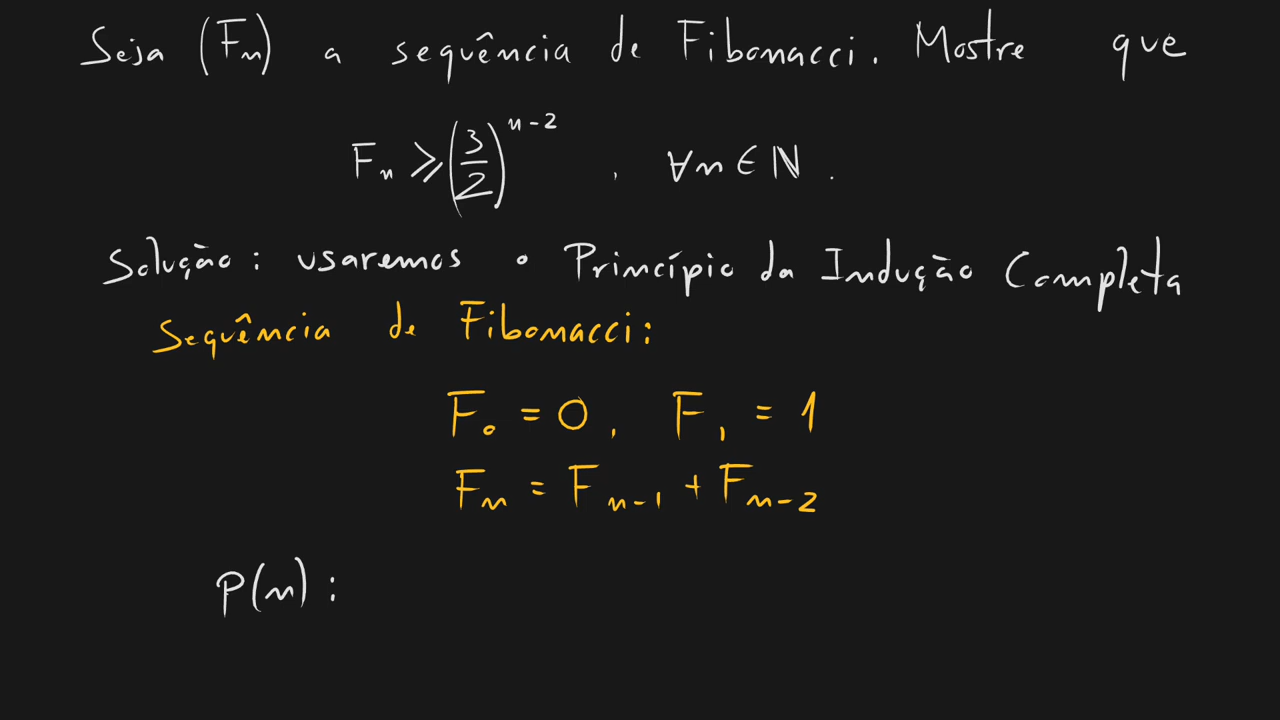 Seja (Fn) a sequência de Fibonacci. Mostre que
Fn ⩾ (3/2)^(n-2) , ∀n ∈ ℕ .
Solução: usaremos o Princípio da Indução Completa
Sequência de Fibonacci:
F₀ = 0, F₁ = 1
Fn = Fn-1 + Fn-2
P(n):